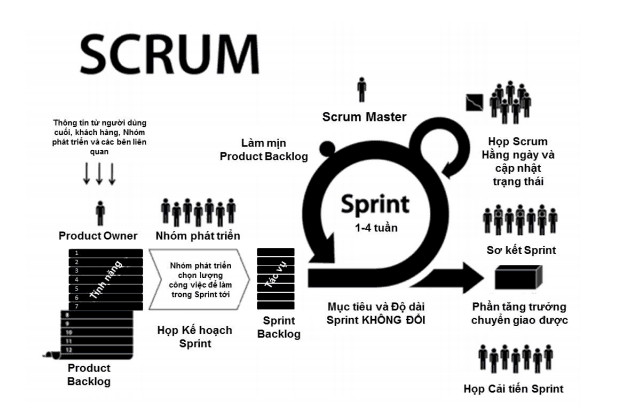 SCRUM
Thông tin từ người dùng
cuối, khách hàng, Nhóm
phát triển và các bên liên
quan
Product Owner
Nhóm phát triển
1
2
3
4
5
6
7
Tính năng
8
9
10
11
12
Product
Backlog
Nhóm phát triển
chọn lượng
công việc để làm
trong Sprint tới
Họp Kế hoạch
Sprint
Tác vụ
Sprint
Backlog
Làm mịn
Product Backlog
Scrum Master
Sprint
1-4 tuần
Mục tiêu và Độ dài
Sprint KHÔNG ĐỔI
Họp Scrum
Hằng ngày và
cập nhật
trạng thái
Sơ kết Sprint
Phần tăng trưởng
chuyển giao được
Họp Cải tiến Sprint